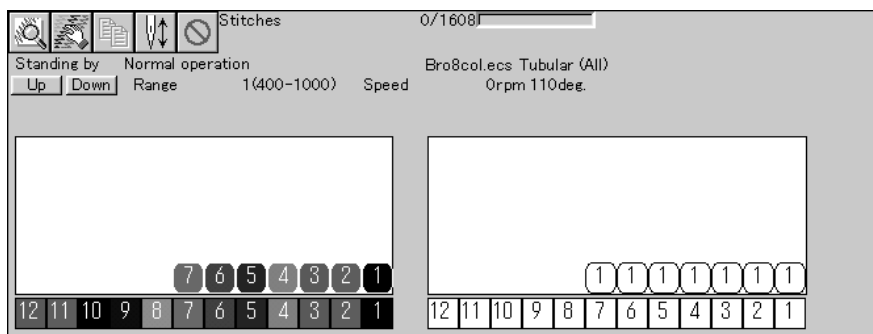 Stitches 0/1608
Standing by Normal operation Bro8col.ecs Tubular (All)
Up Down Range 1(400-1000) Speed 0rpm 110deg.
7 6 5 4 3 2 1 1 1 1 1 1 1 1
12 11 10 9 8 7 6 5 4 3 2 1 12 11 10 9 8 7 6 5 4 3 2 1